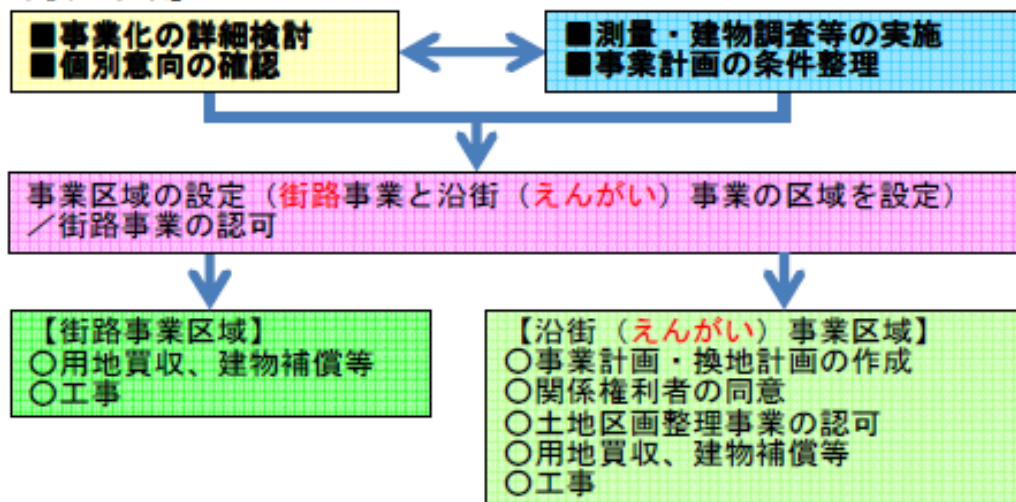 ■事業化の詳細検討
■個別意向の確認
■測量・建物調査等の実施
■事業計画の条件整理
事業区域の設定（街路事業と沿街（えんがい）事業の区域を設定）
／街路事業の認可
【街路事業区域】
○用地買収、建物補償等
○工事
【沿街（えんがい）事業区域】
○事業計画・換地計画の作成
○関係権利者の同意
○土地区画整理事業の認可
○用地買収、建物補償等
○工事